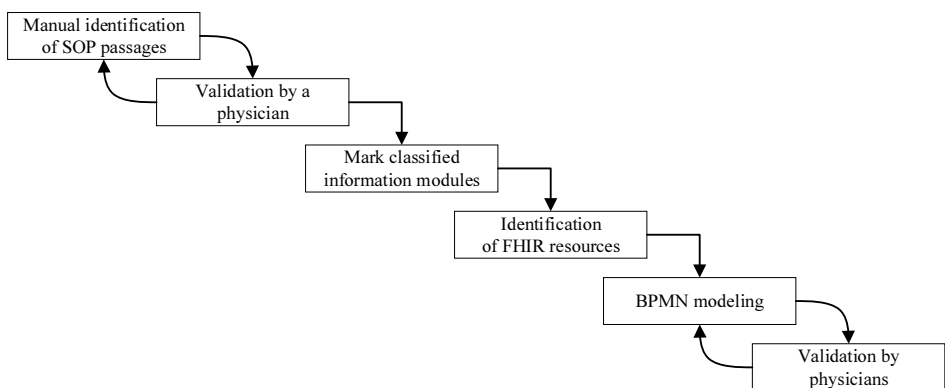 Manual identification
of SOP passages
Validation by a
physician
Mark classified
information modules
Identification
of FHIR resources
BPMN modeling
Validation by
physicians